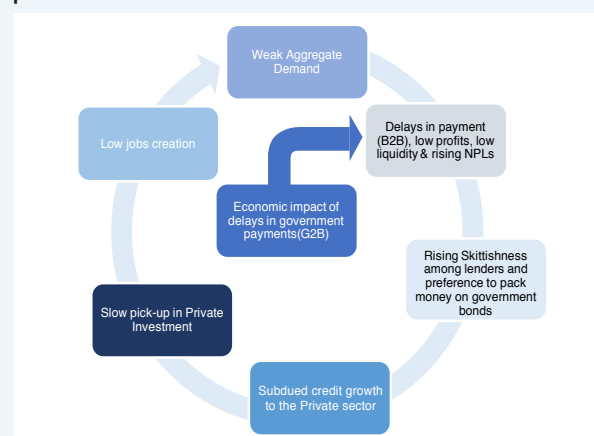 Weak Aggregate
Demand
Delays in payment
(B2B), low profits, low
liquidity & rising NPLs
Rising Skittishness
among lenders and
preference to pack
money on government
bonds
Subdued credit growth
to the Private sector
Slow pick-up in Private
Investment
Low jobs creation
Economic impact of
delays in government
payments(G2B)